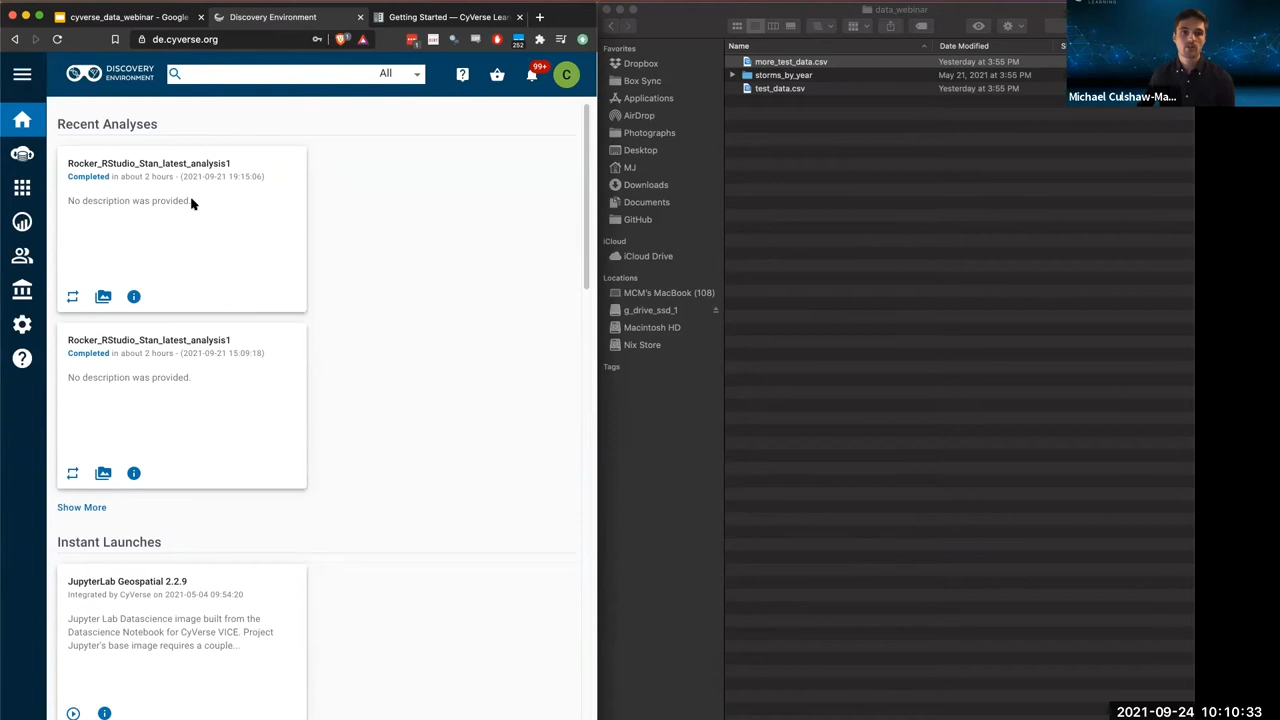 cyverse_data_webinar - Google
Discovery Environment
Getting Started — CyVerse Le
de.cyverse.org
1
252
DISCOVERY
ENVIRONMENT
All
99+
C
Recent Analyses
Rocker_RStudio_Stan_latest_analysis1
Completed in about 2 hours - (2021-09-21 19:15:06)
No description was provided.
Rocker_RStudio_Stan_latest_analysis1
Completed in about 2 hours - (2021-09-21 15:09:18)
No description was provided.
Show More
Instant Launches
JupyterLab Geospatial 2.2.9
Integrated by CyVerse on 2021-05-04 09:54:20
Jupyter Lab Datascience image built from the
Datascience Notebook for CyVerse VICE. Project
Jupyter's base image requires a couple...
data_webinar
Favorites
Dropbox
Box Sync
Applications
AirDrop
Photographs
Desktop
MJ
Downloads
Documents
GitHub
iCloud
iCloud Drive
Locations
MCM's MacBook (108)
g_drive_ssd_1
Macintosh HD
Nix Store
Tags
Name
Date Modified
S
more_test_data.csv
Yesterday at 3:55 PM
storms_by_year
May 21, 2021 at 3:55 PM
test_data.csv
Yesterday at 3:55 PM
LEARNING
Michael Culshaw-Ma...
2021-09-24 10:10:33